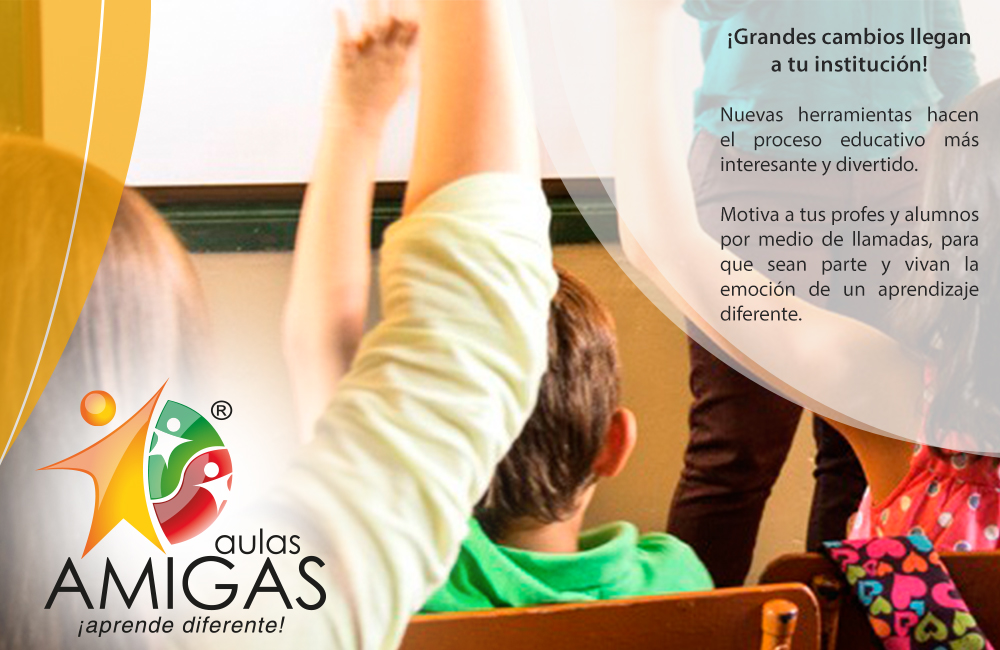 ¡Grandes cambios llegan
a tu institución!
Nuevas herramientas hacen
el proceso educativo más
interesante y divertido.
Motiva a tus profes y alumnos
por medio de llamadas, para
que sean parte y vivan la
emoción de un aprendizaje
diferente.
®
aulas
AMIGAS
¡aprende diferente!